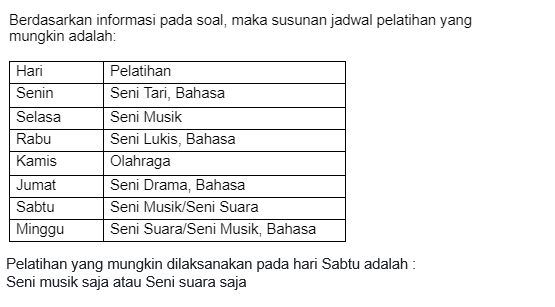 Berdasarkan informasi pada soal, maka susunan jadwal pelatihan yang
mungkin adalah:
Hari Pelatihan
Senin Seni Tari, Bahasa
Selasa Seni Musik
Rabu Seni Lukis, Bahasa
Kamis Olahraga
Jumat Seni Drama, Bahasa
Sabtu Seni Musik/Seni Suara
Minggu Seni Suara/Seni Musik, Bahasa
Pelatihan yang mungkin dilaksanakan pada hari Sabtu adalah :
Seni musik saja atau Seni suara saja